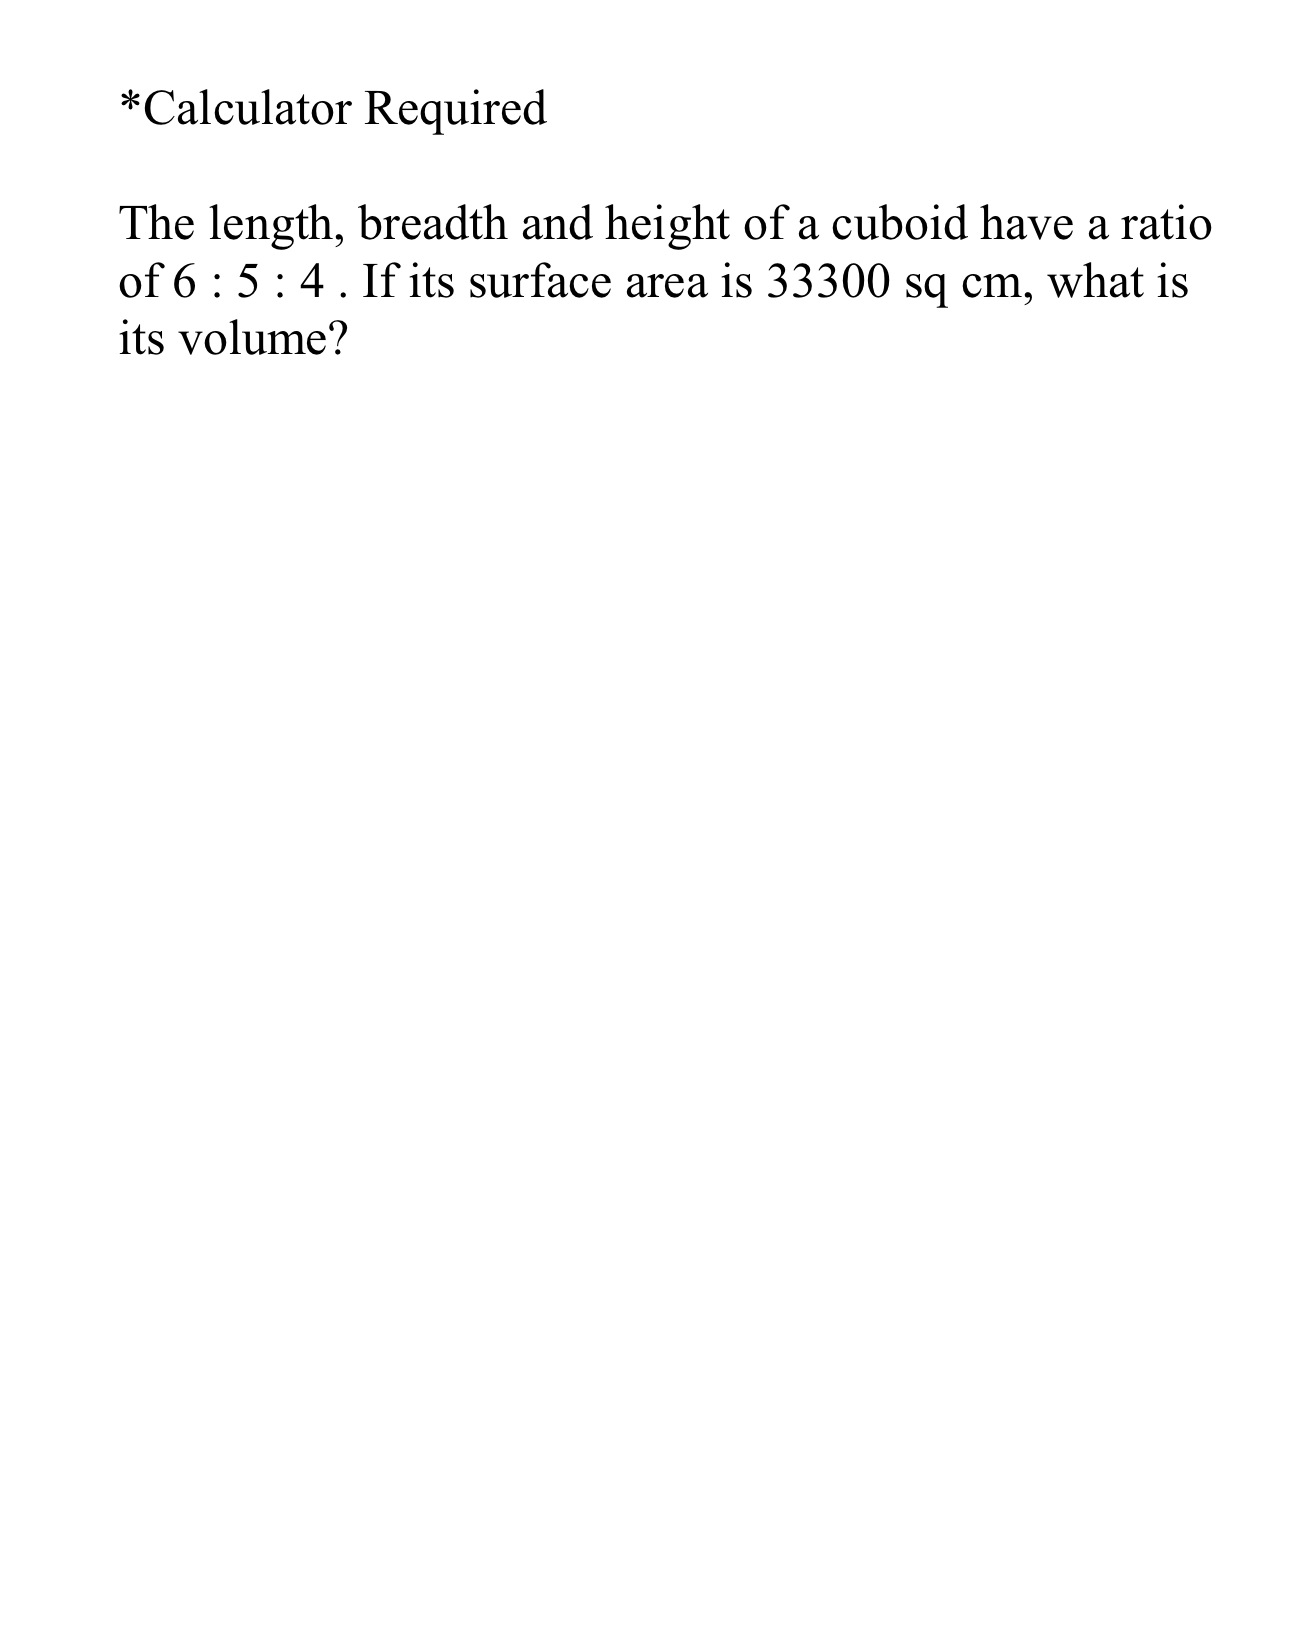 *Calculator Required
The length, breadth and height of a cuboid have a ratio
of 6 : 5 : 4 . If its surface area is 33300 sq cm, what is
its volume?